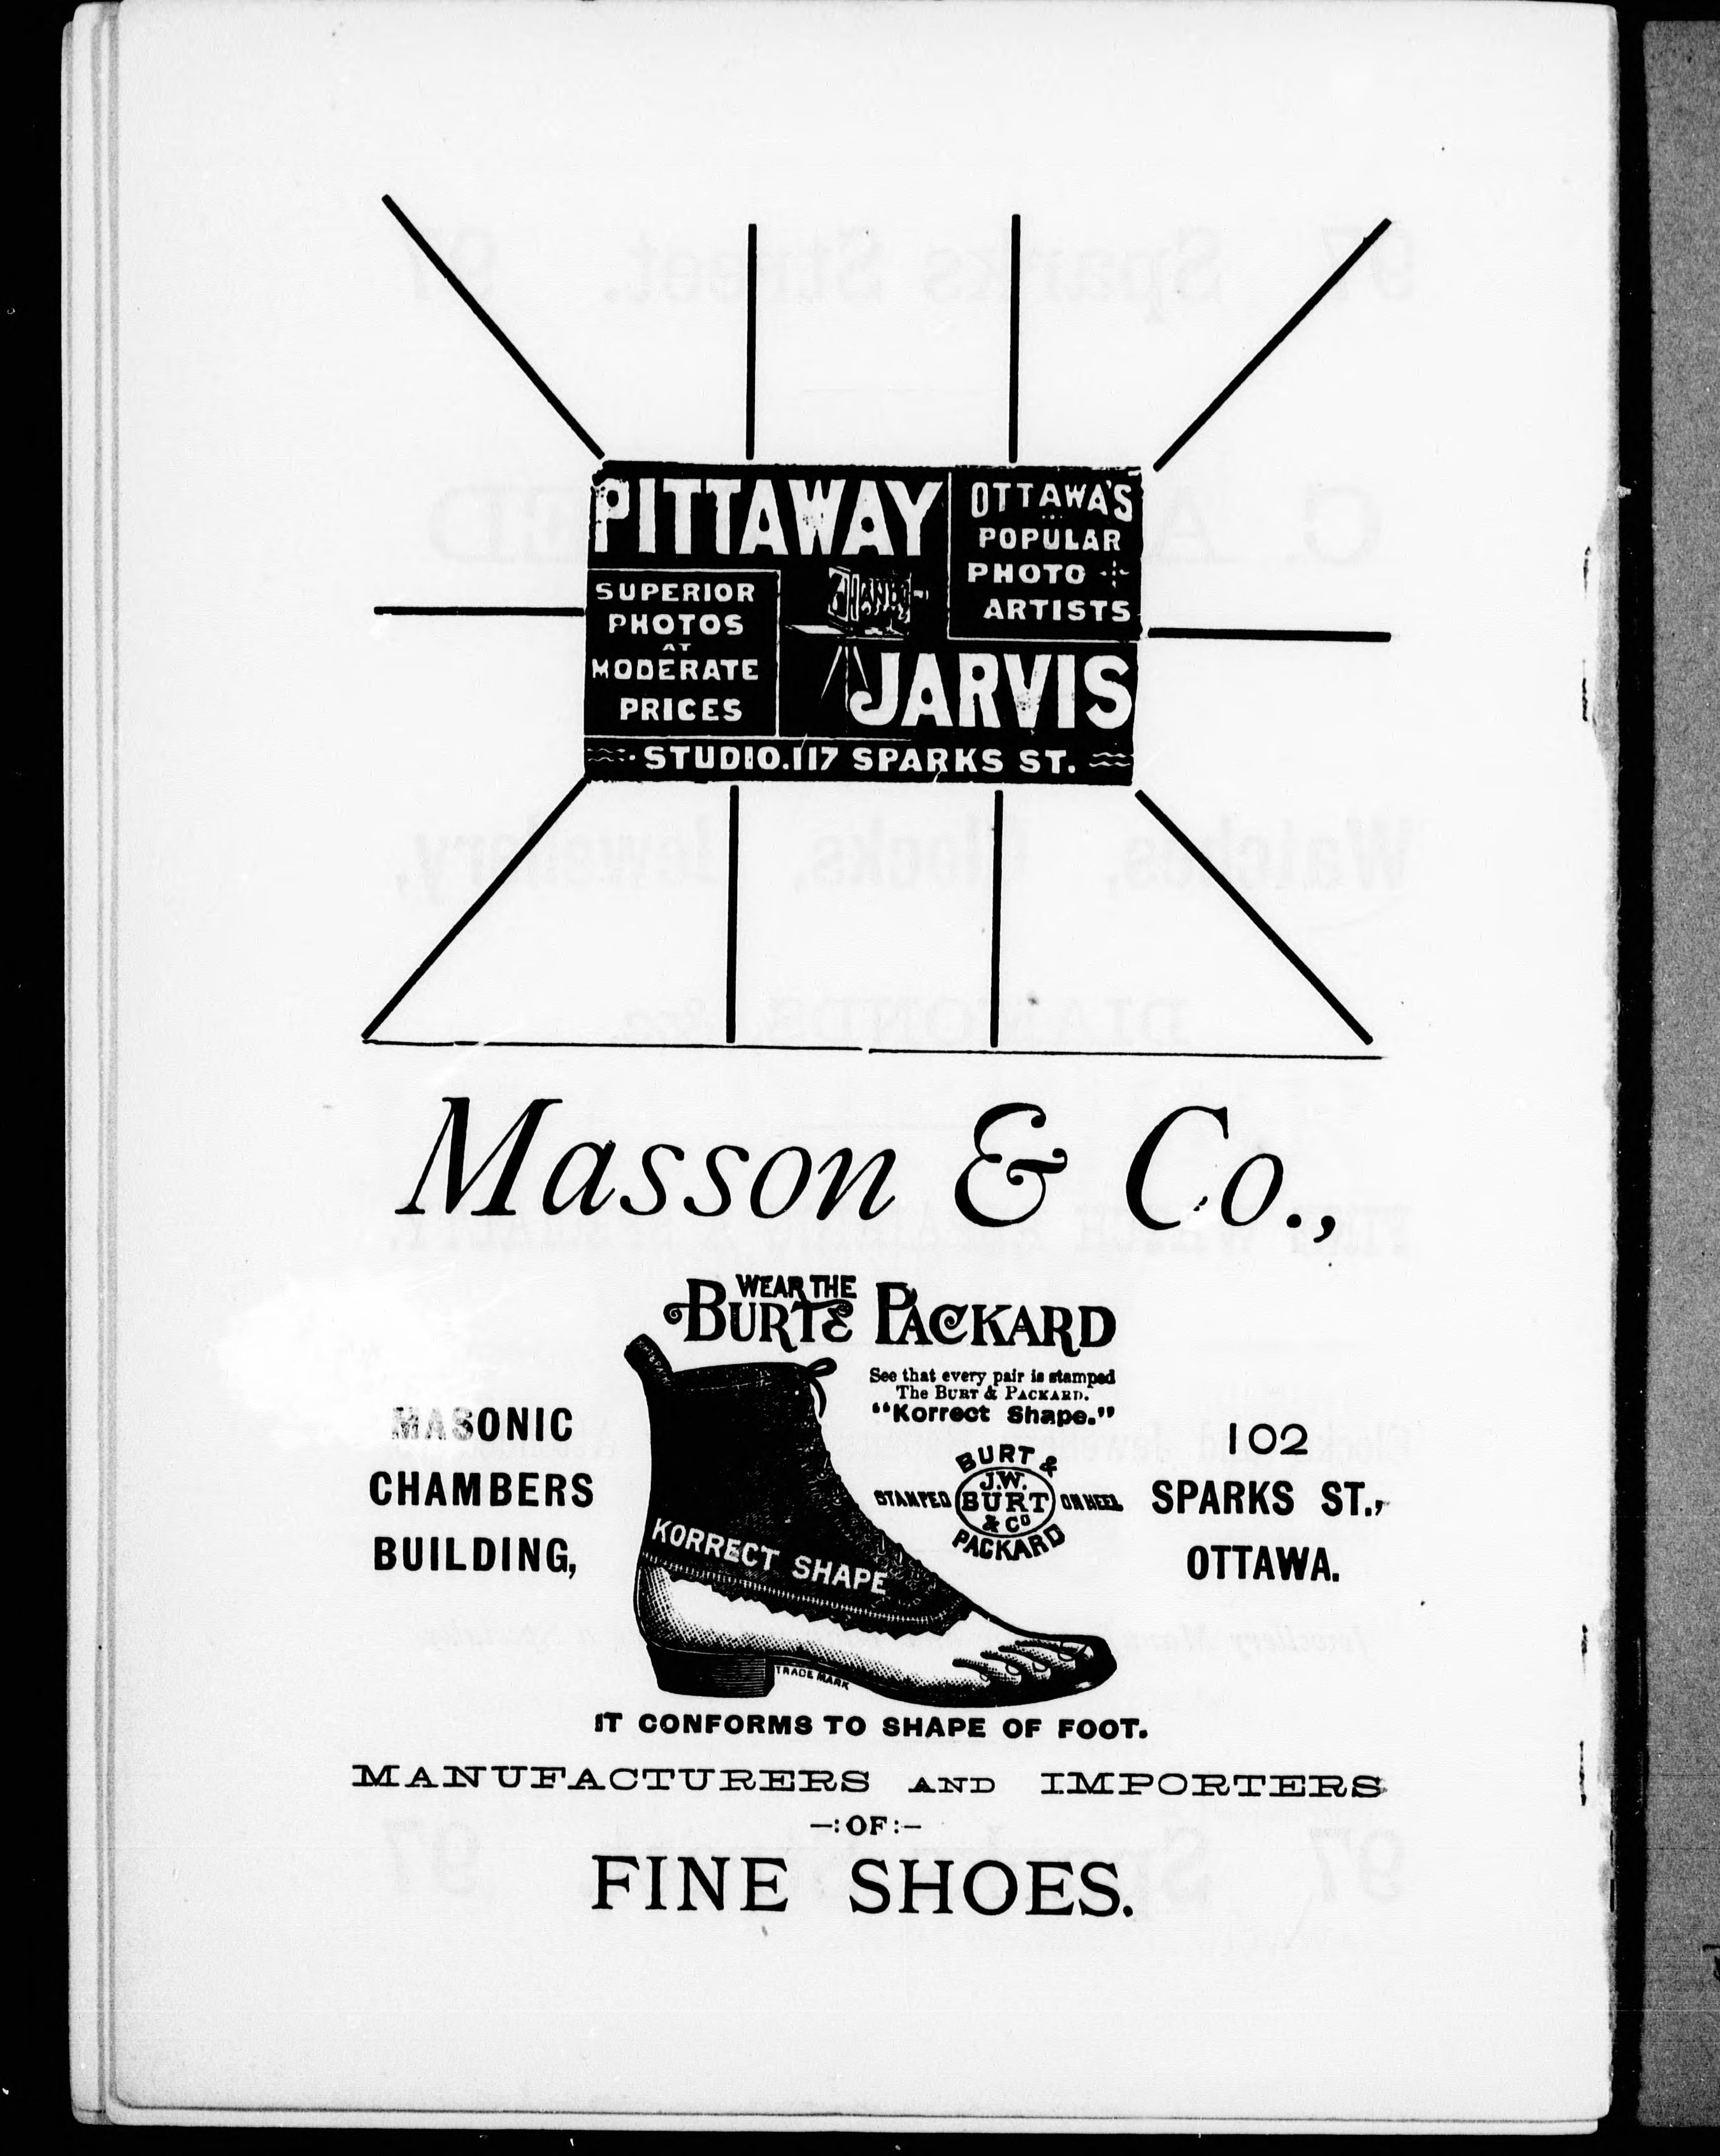 PITTAWAY
OTTAWA'S
POPULAR
PHOTO
ARTISTS
SUPERIOR
PHOTOS
AT
MODERATE
PRICES
AND
JARVIS
STUDIO. 117 SPARKS ST.
Masson & Co.,
WEAR THE
BURT & PACKARD
See that every pair is stamped
The BURT & PACKARD.
"Korrect Shape."
MASONIC
CHAMBERS
BUILDING,
BURT &
STAMPED J.W. BURT & Co ON HEEL
PACKARD
102
SPARKS ST.,
OTTAWA.
KORRECT SHAPE
TRADE MARK
IT CONFORMS TO SHAPE OF FOOT.
MANUFACTURERS AND IMPORTERS
—:OF:—
FINE SHOES.